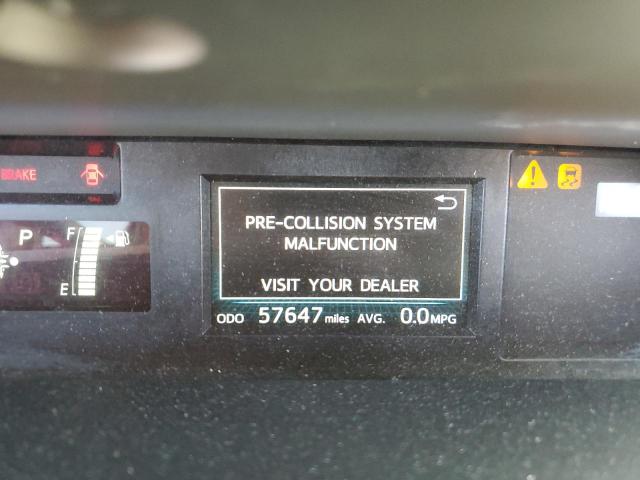 BRAKE
P
F
E
PRE-COLLISION SYSTEM
MALFUNCTION
VISIT YOUR DEALER
ODO 57647 miles AVG. 0.0 MPG